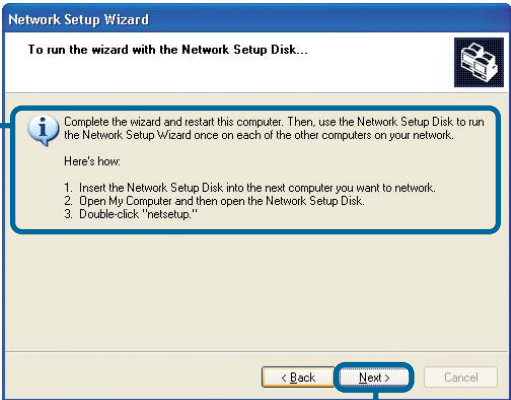 Network Setup Wizard
To run the wizard with the Network Setup Disk...
Complete the wizard and restart this computer. Then, use the Network Setup Disk to run
the Network Setup Wizard once on each of the other computers on your network.
Here's how:
1. Insert the Network Setup Disk into the next computer you want to network.
2. Open My Computer and then open the Network Setup Disk.
3. Double-click "netsetup."
< Back
Next >
Cancel